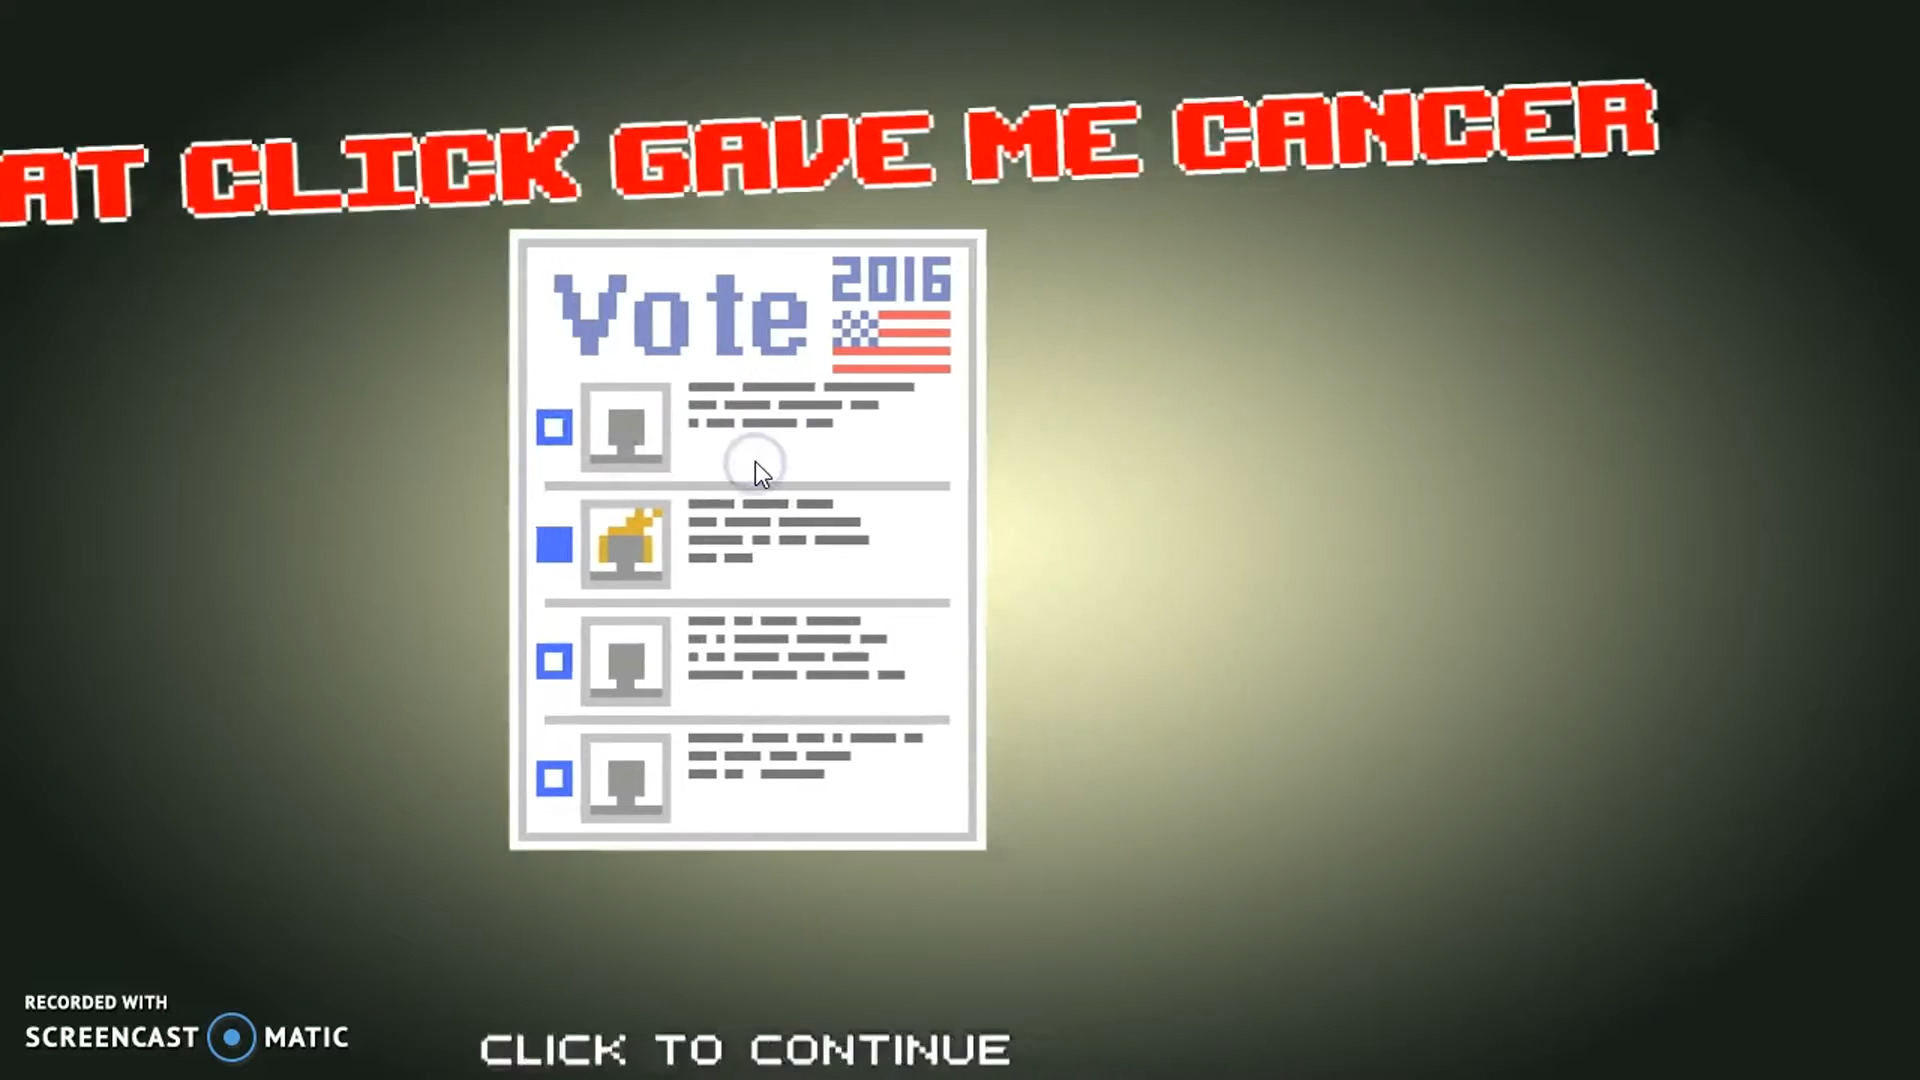 AT CLICK GAVE ME CANCER
Vote 2016
RECORDED WITH
SCREENCAST MATIC
CLICK TO CONTINUE